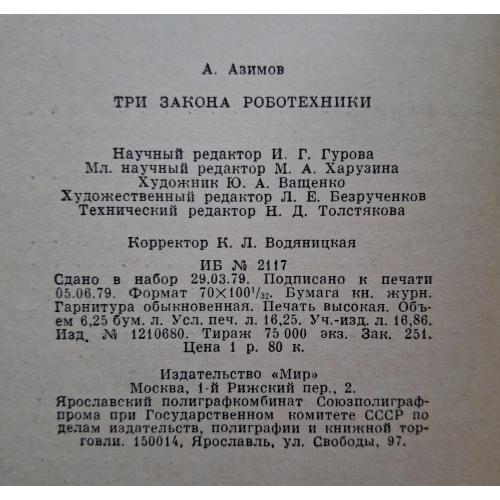 А. Азимов
ТРИ ЗАКОНА РОБОТЕХНИКИ
Научный редактор И. Г. Гурова
Мл. научный редактор М. А. Харузина
Художник Ю. А. Ващенко
Художественный редактор Л. Е. Безрученков
Технический редактор Н. Д. Толстякова
Корректор К. Л. Водяницкая
ИБ № 2117
Сдано в набор 29.03.79. Подписано к печати
05.06.79. Формат 70×100¹/₃₂. Бумага кн. журн.
Гарнитура обыкновенная. Печать высокая. Объ-
ем 6,25 бум. л. Усл. печ. л. 16,25. Уч.-изд. л. 16,86.
Изд. № 1210680. Тираж 75 000 экз. Зак. 251.
Цена 1 р. 80 к.
Издательство «Мир»
Москва, 1-й Рижский пер., 2.
Ярославский полиграфкомбинат Союзполиграф-
прома при Государственном комитете СССР по
делам издательств, полиграфии и книжной тор-
говли. 150014, Ярославль, ул. Свободы, 97.